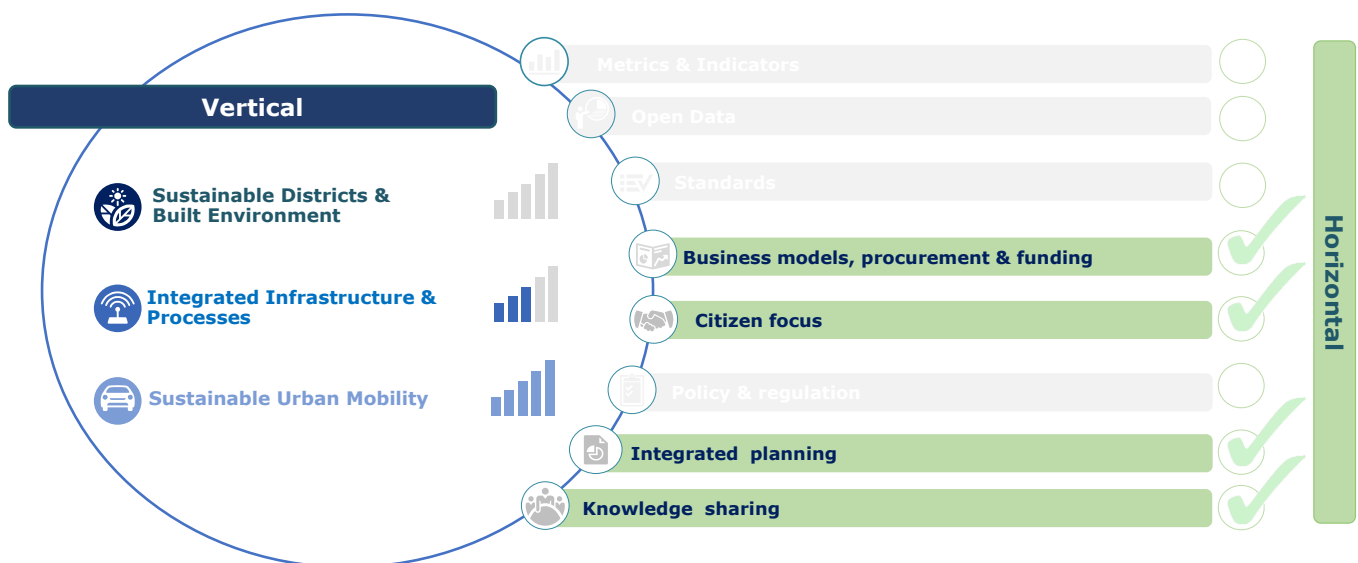 Vertical
Sustainable Districts &
Built Environment
Integrated Infrastructure &
Processes
Sustainable Urban Mobility
Metrics & Indicators
Open Data
Standards
Business models, procurement & funding
Citizen focus
Policy & regulation
Integrated planning
Knowledge sharing
Horizontal